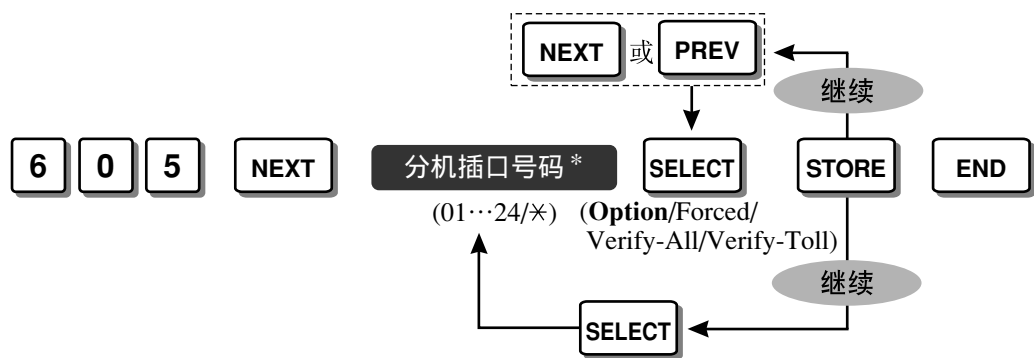 NEXT 或 PREV
继续
6 0 5 NEXT 分机插口号码* SELECT STORE END
(01···24/✳) (Option/Forced/
Verify-All/Verify-Toll)
继续
SELECT